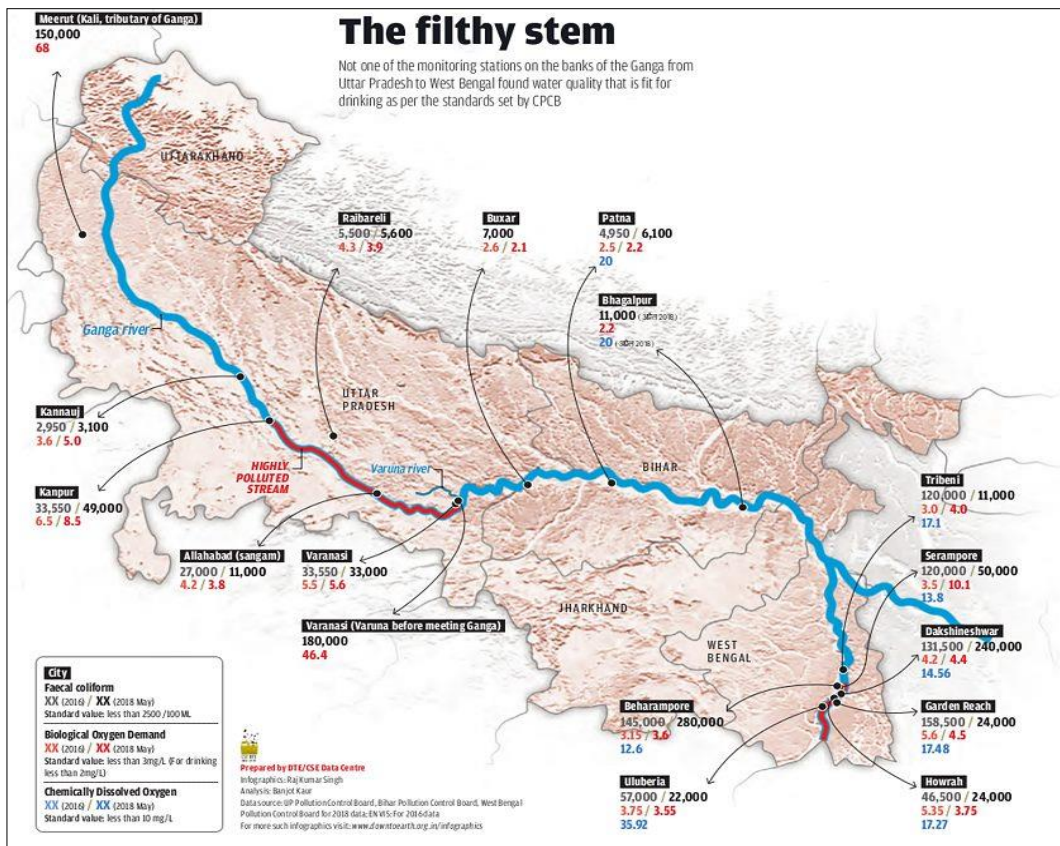 The filthy stem
Not one of the monitoring stations on the banks of the Ganga from
Uttar Pradesh to West Bengal found water quality that is fit for
drinking as per the standards set by CPCB
Meerut (Kali, tributary of Ganga)
150,000
68
UTTARAKHAND
Raibareli
5,500 / 5,600
4.3 / 3.9
Buxar
7,000
2.6 / 2.1
Patna
4,950 / 6,100
2.5 / 2.2
20
Bhagalpur
11,000 (अप्रैल 2018)
2.2
20 (अप्रैल 2018)
Ganga river
UTTAR
PRADESH
Kannauj
2,950 / 3,100
3.6 / 5.0
HIGHLY
POLLUTED
STREAM
Varuna river
BIHAR
Kanpur
33,550 / 49,000
6.5 / 8.5
Allahabad (sangam)
27,000 / 11,000
4.2 / 3.8
Varanasi
33,550 / 33,000
5.5 / 5.6
Varanasi (Varuna before meeting Ganga)
180,000
46.4
JHARKHAND
WEST
BENGAL
Tribeni
120,000 / 11,000
3.0 / 4.0
17.1
Serampore
120,000 / 50,000
3.5 / 10.1
13.8
Dakshineshwar
131,500 / 240,000
4.2 / 4.4
14.56
Beharampore
145,000 / 280,000
3.15 / 3.6
12.6
Garden Reach
158,500 / 24,000
5.6 / 4.5
17.48
Uluberia
57,000 / 22,000
3.75 / 3.55
35.92
Howrah
46,500 / 24,000
5.35 / 3.75
17.27
City
Faecal coliform
XX (2016) / XX (2018 May)
Standard value: less than 2500 /100 ML
Biological Oxygen Demand
XX (2016) / XX (2018 May)
Standard value: less than 3mg/L (For drinking
less than 2mg/L)
Chemically Dissolved Oxygen
XX (2016) / XX (2018 May)
Standard value: less than 10 mg/L
Prepared by DTE/CSE Data Centre
Infographics: Raj Kumar Singh
Analysis: Banjot Kaur
Data source: UP Pollution Control Board, Bihar Pollution Control Board, West Bengal
Pollution Control Board for 2018 data; ENVIS: For 2016 data
For more such infographics visit: www.downtoearth.org.in/infographics